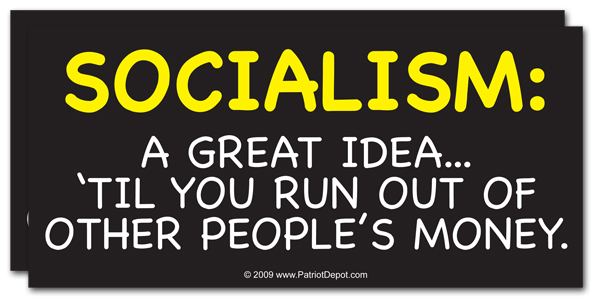 SOCIALISM:
A GREAT IDEA...
‘TIL YOU RUN OUT OF
OTHER PEOPLE’S MONEY.
© 2009 www.PatriotDepot.com